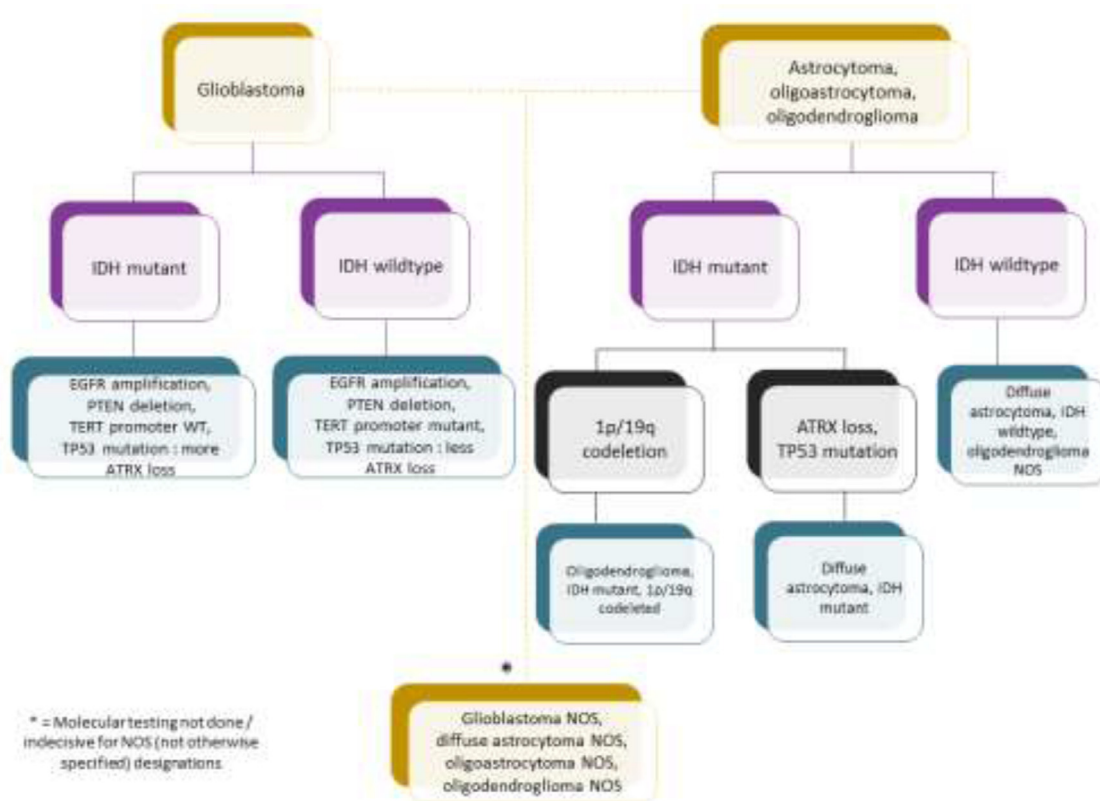 Glioblastoma
Astrocytoma,
oligoastrocytoma,
oligodendroglioma
IDH mutant
IDH wildtype
IDH mutant
IDH wildtype
EGFR amplification,
PTEN deletion,
TERT promoter WT,
TP53 mutation : more
ATRX loss
EGFR amplification,
PTEN deletion,
TERT promoter mutant,
TP53 mutation : less
ATRX loss
1p/19q
codeletion
ATRX loss,
TP53 mutation
Diffuse
astrocytoma, IDH
wildtype,
oligodendroglioma
NOS
Oligodendroglioma,
IDH mutant, 1p/19q
codeleted
Diffuse
astrocytoma, IDH
mutant
*
Glioblastoma NOS,
diffuse astrocytoma NOS,
oligoastrocytoma NOS,
oligodendroglioma NOS
* = Molecular testing not done /
indecisive for NOS (not otherwise
specified) designations